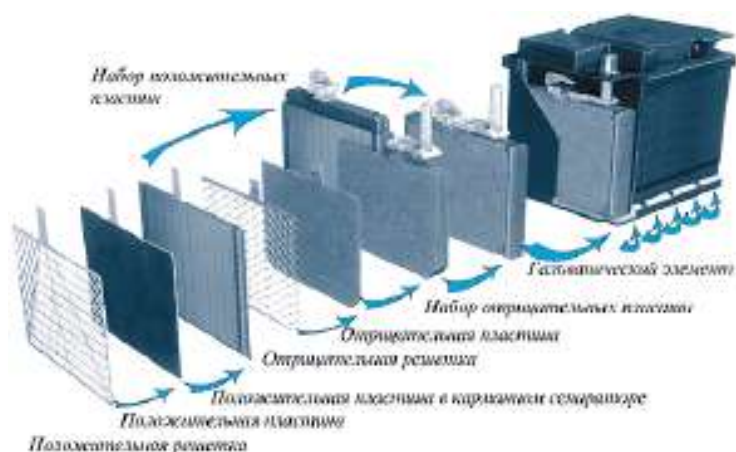 Набор положительных
пластин
Гальванический элемент
Набор отрицательных пластин
Отрицательная пластина
Отрицательная решетка
Положительная пластина в карманном сепараторе
Положительная пластина
Положительная решетка